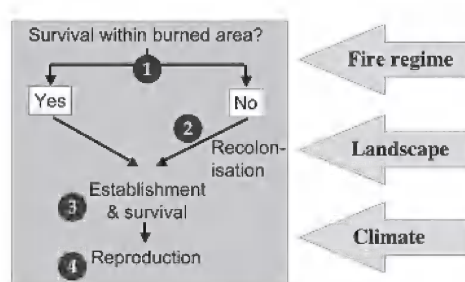 Survival within burned area?
1
Yes
No
2
Recolon-
isation
3
Establishment
& survival
4
Reproduction
Fire regime
Landscape
Climate